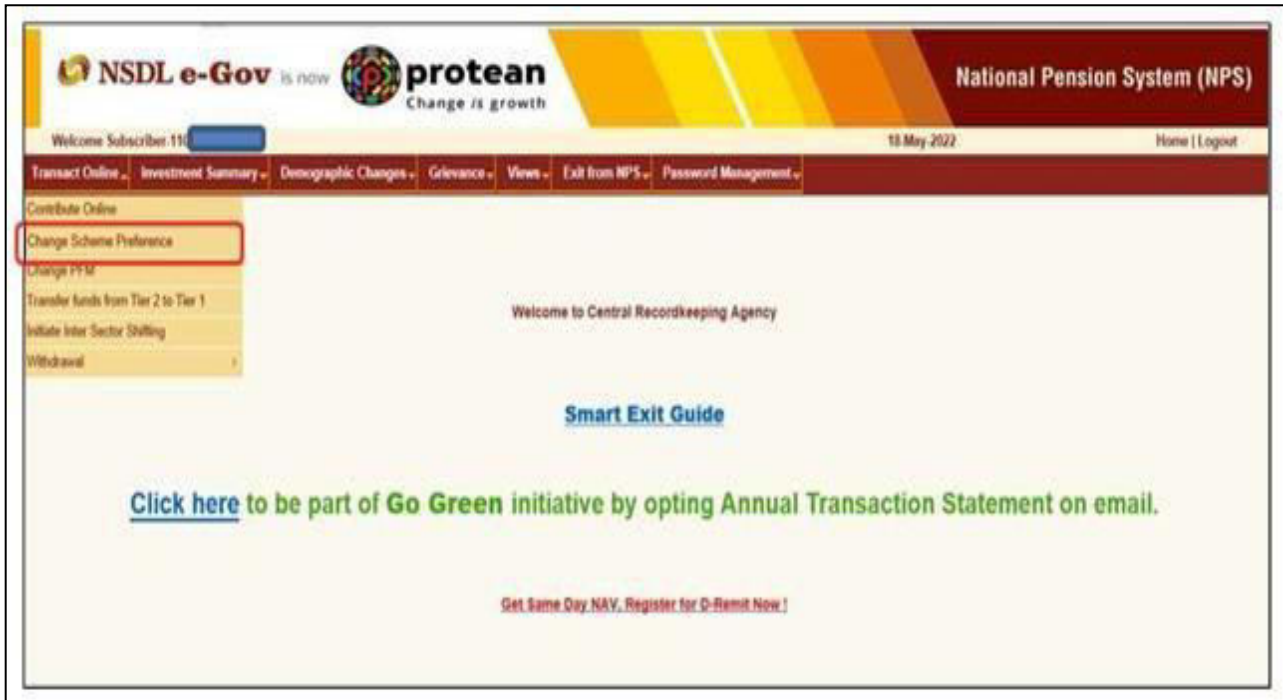 NSDL e-Gov is now protean
Change is growth
National Pension System (NPS)
Welcome Subscriber-110
18-May-2022
Home | Logout
Transact Online Investment Summary Demographic Changes Grievance Views Exit from NPS Password Management
Contribute Online
Change Scheme Preference
Change PFM
Transfer funds from Tier 2 to Tier 1
Initiate Inter Sector Shifting
Withdrawal
Welcome to Central Recordkeeping Agency
Smart Exit Guide
Click here to be part of Go Green initiative by opting Annual Transaction Statement on email.
Get Same Day NAV, Register for D-Remit Now !